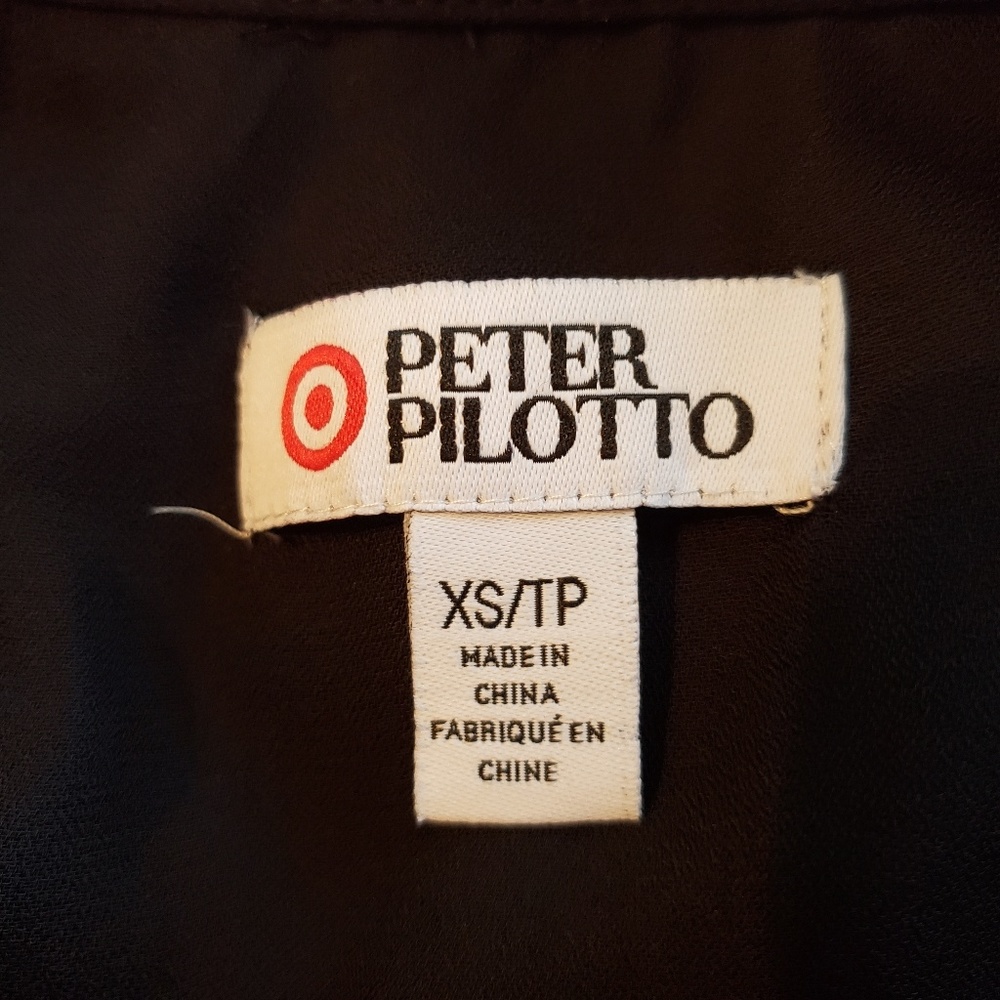 PETER
PILOTTO
XS/TP
MADE IN
CHINA
FABRIQUÉ EN
CHINE